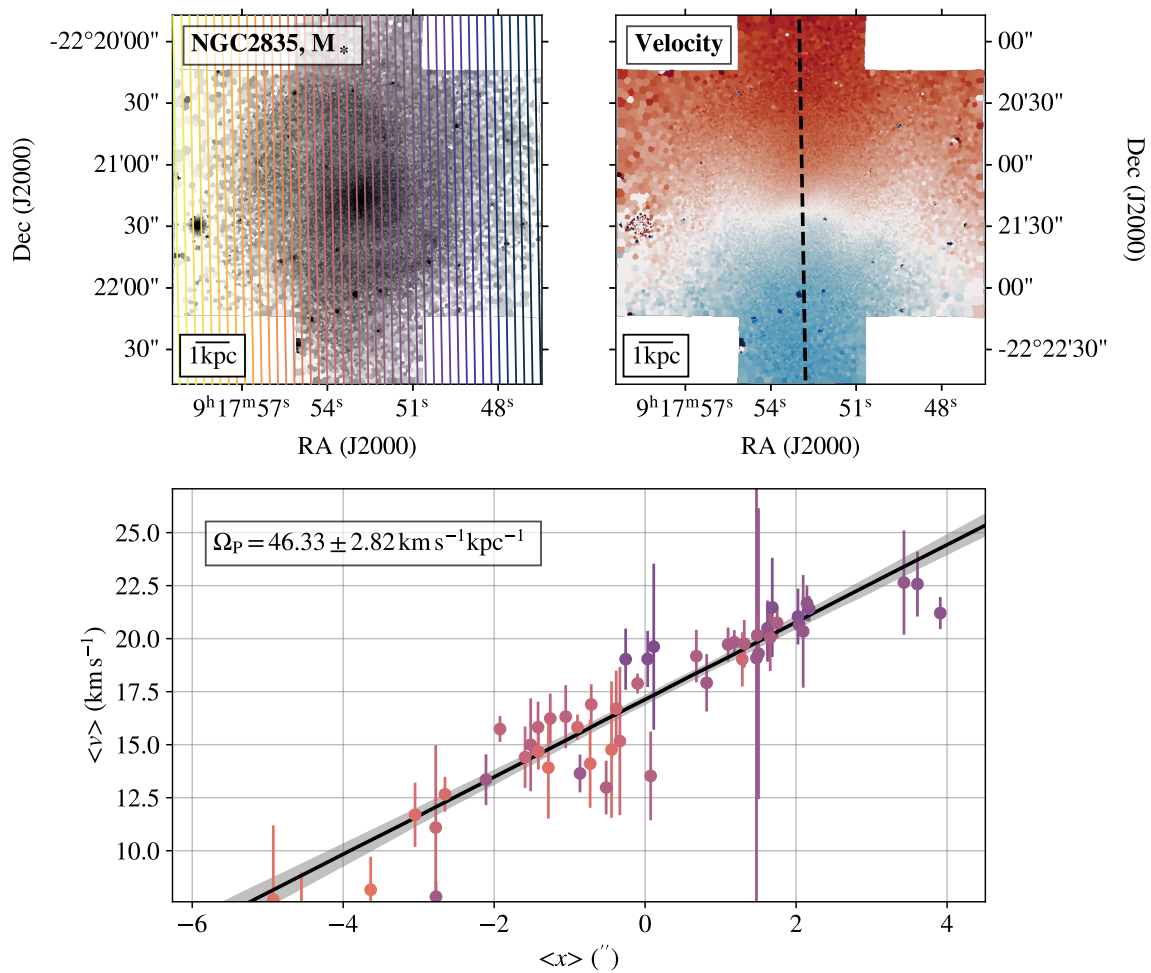 NGC2835, M*
Velocity
-22°20'00"
30"
21'00"
30"
22'00"
30"
Dec (J2000)
1kpc
9ʰ17ᵐ57ˢ 54ˢ 51ˢ 48ˢ
RA (J2000)
00"
20'30"
00"
21'30"
00"
-22°22'30"
Dec (J2000)
1kpc
9ʰ17ᵐ57ˢ 54ˢ 51ˢ 48ˢ
RA (J2000)
Ω_P = 46.33 ± 2.82 km s⁻¹kpc⁻¹
25.0
22.5
20.0
17.5
15.0
12.5
10.0
<v> (km s⁻¹)
−6 −4 −2 0 2 4
<x> (′′)